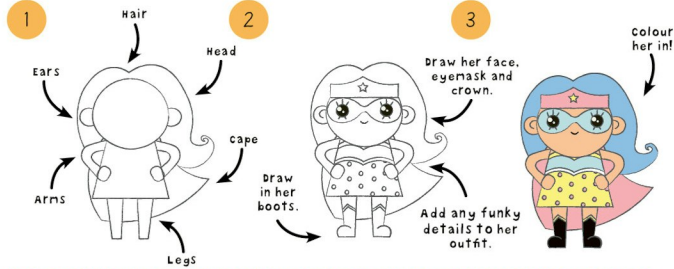 1
Hair
Head
Ears
Cape
Arms
Legs
2
Draw her face,
eyemask and
crown.
Draw
in her
boots.
Add any funky
details to her
outfit.
3
Colour
her in!